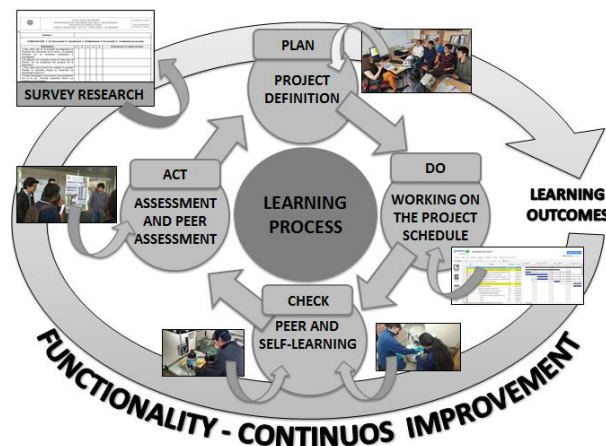 SURVEY RESEARCH
PLAN
PROJECT
DEFINITION
DO
WORKING ON
THE PROJECT
SCHEDULE
LEARNING
OUTCOMES
ACT
ASSESSMENT
AND PEER
ASSESSMENT
LEARNING
PROCESS
CHECK
PEER AND
SELF-LEARNING
FUNCTIONALITY - CONTINUOS IMPROVEMENT